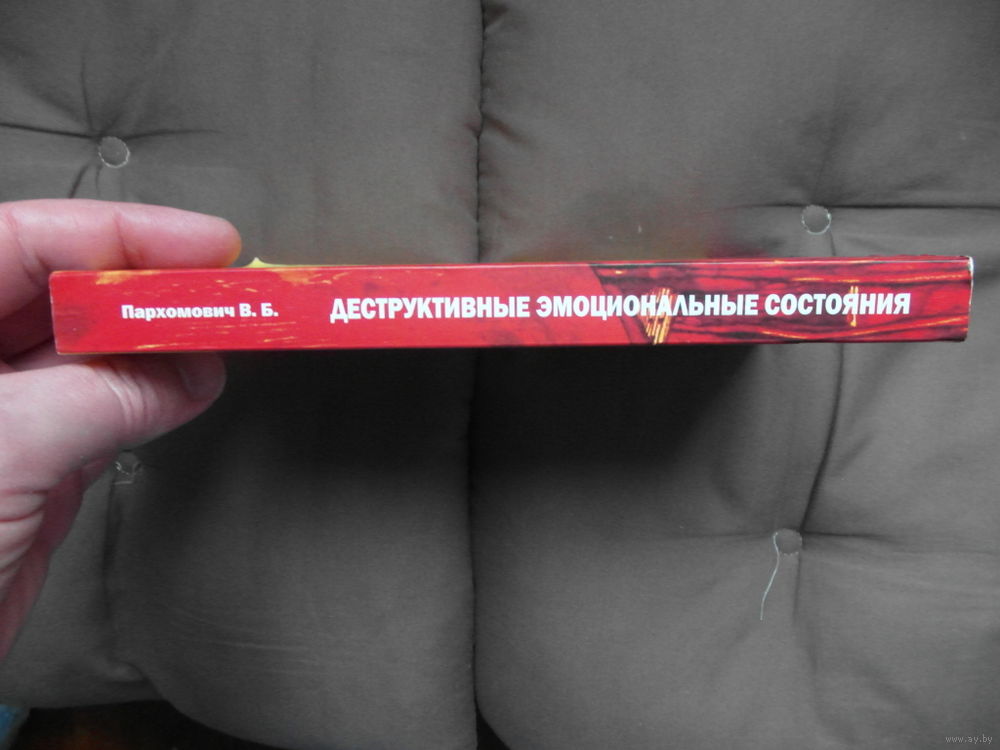 Пархомович В. Б.
ДЕСТРУКТИВНЫЕ ЭМОЦИОНАЛЬНЫЕ СОСТОЯНИЯ
www.ay.by